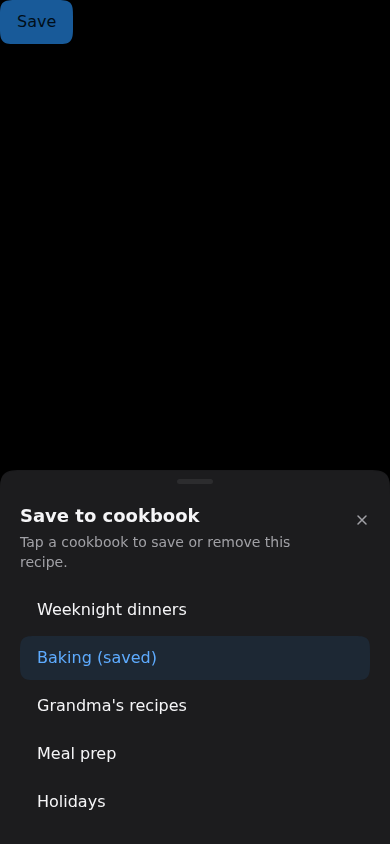 Save
Save to cookbook
Tap a cookbook to save or remove this
recipe.
Weeknight dinners
Baking (saved)
Grandma's recipes
Meal prep
Holidays